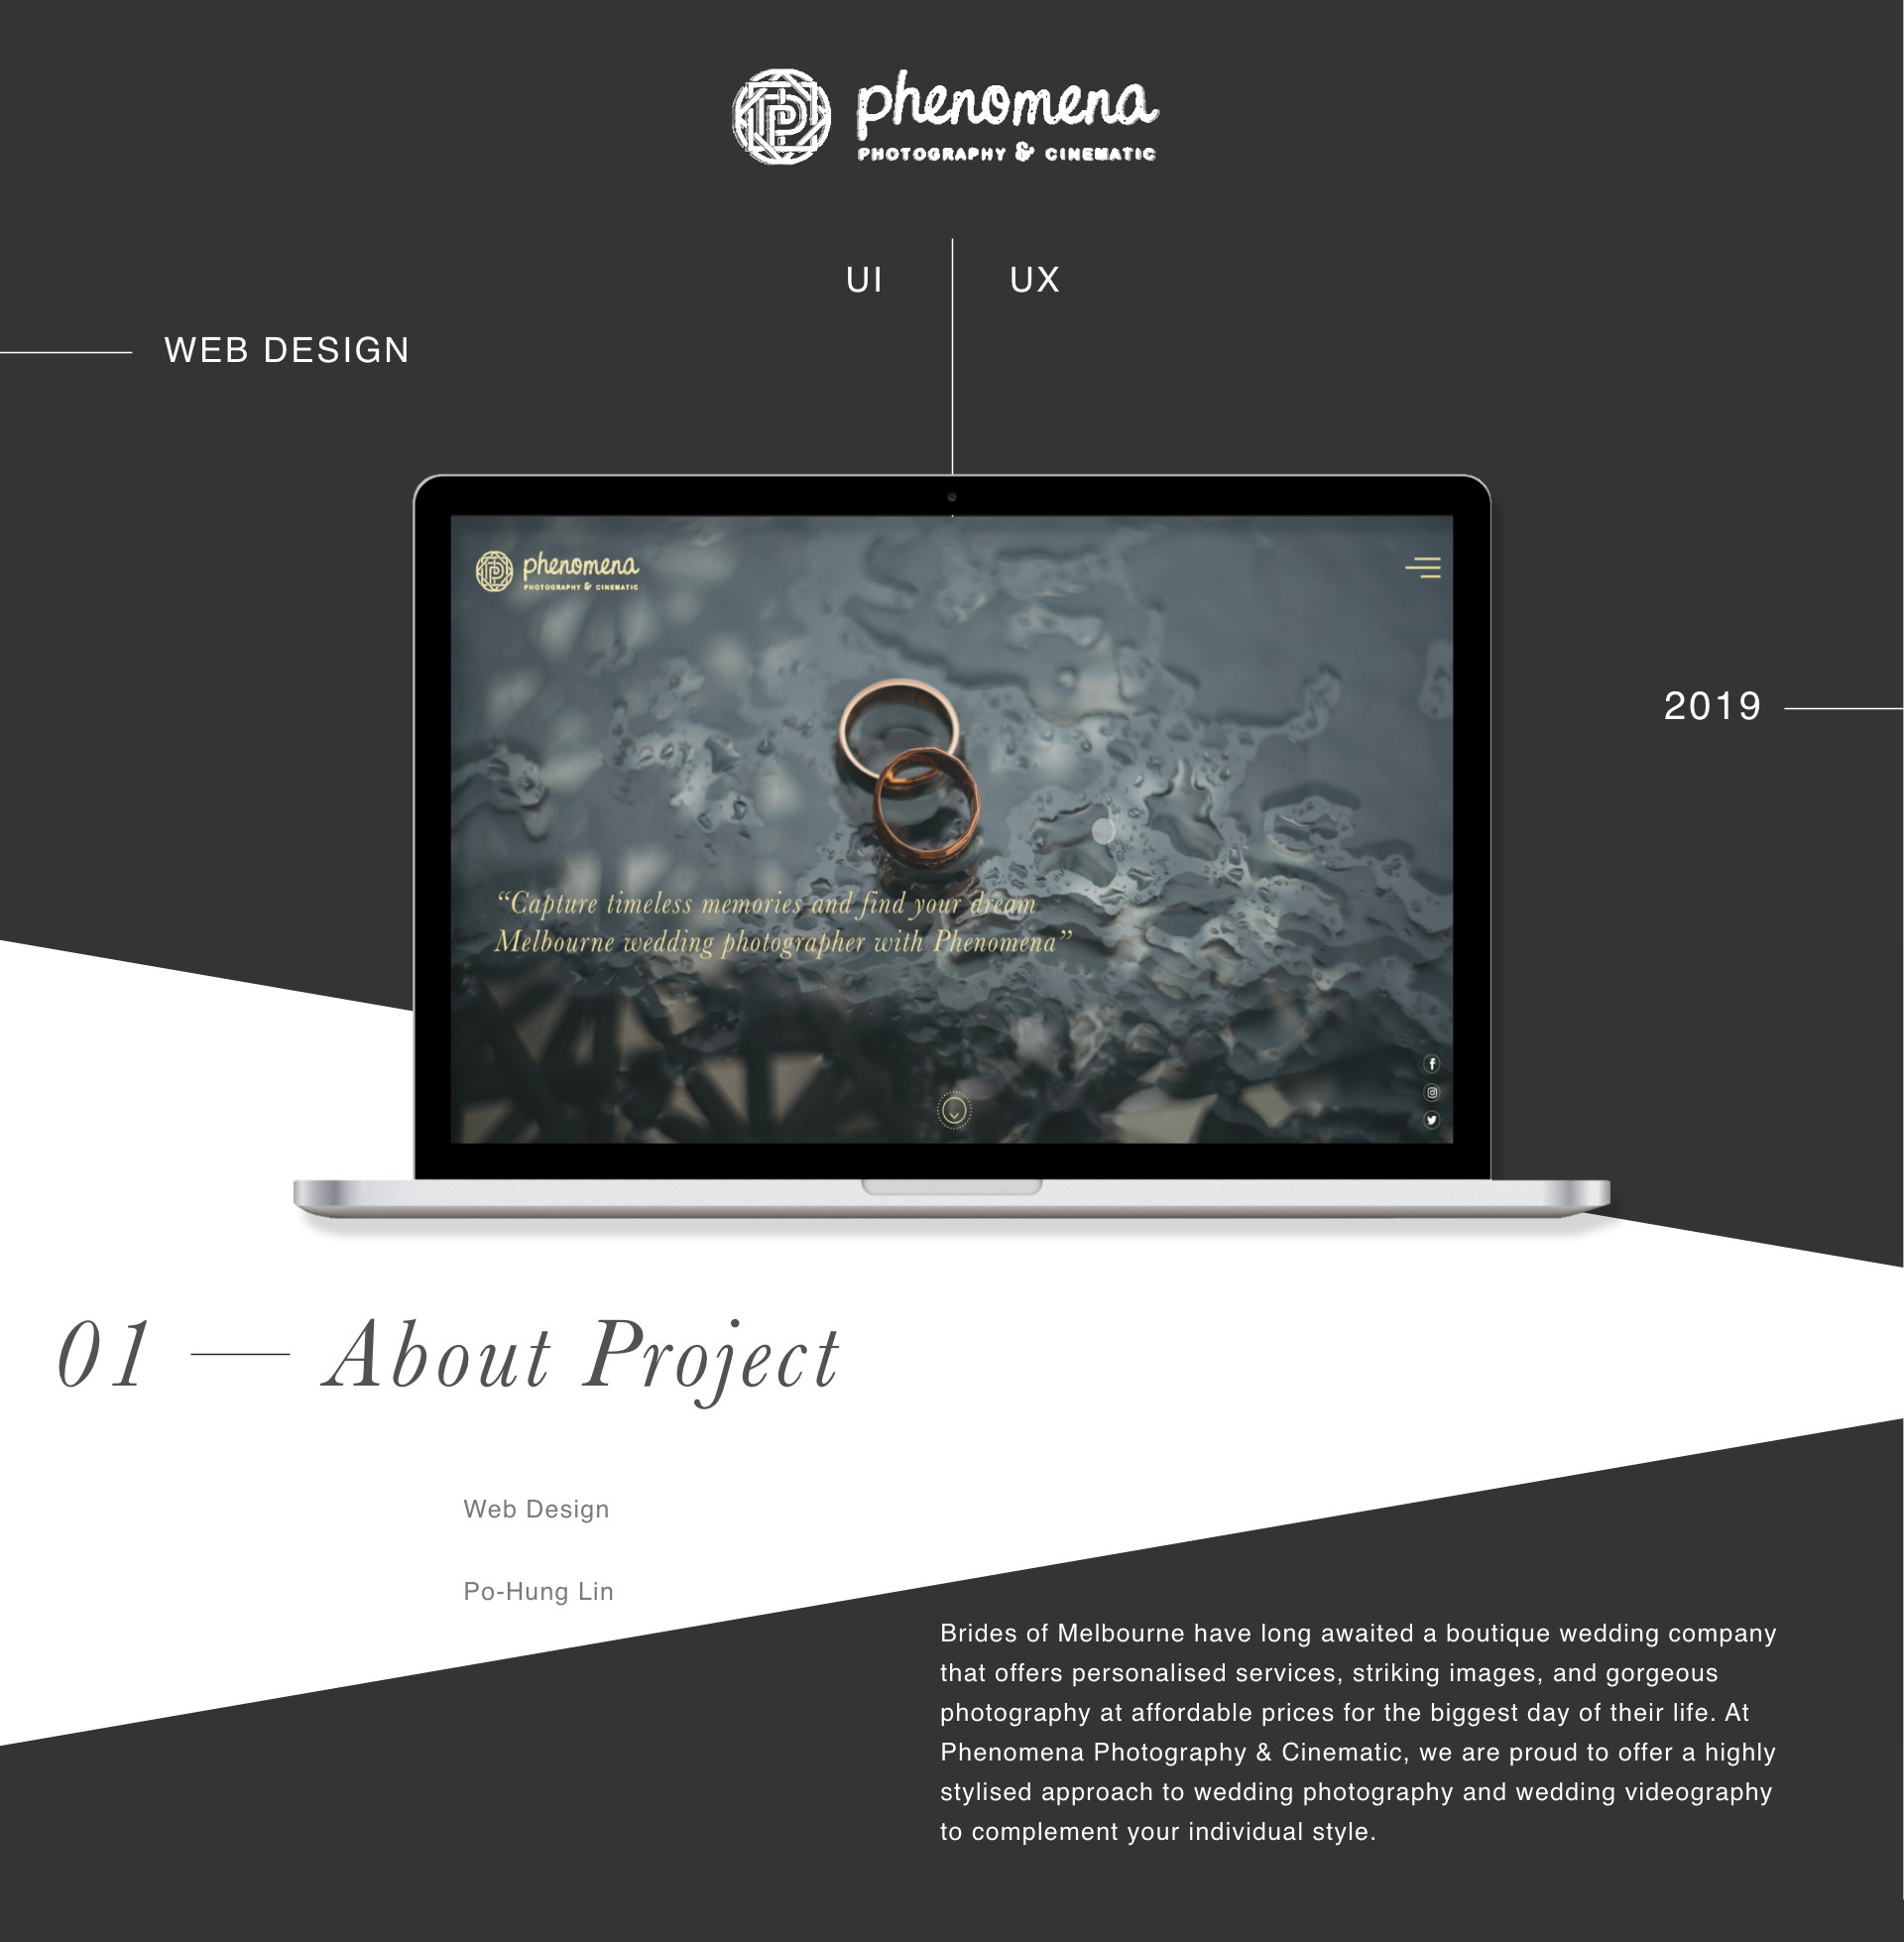 phenomena
PHOTOGRAPHY & CINEMATIC
UI
UX
WEB DESIGN
phenomena
PHOTOGRAPHY & CINEMATIC
2019
“Capture timeless memories and find your dream
Melbourne wedding photographer with Phenomena”
01 — About Project
Web Design
Po-Hung Lin
Brides of Melbourne have long awaited a boutique wedding company
that offers personalised services, striking images, and gorgeous
photography at affordable prices for the biggest day of their life. At
Phenomena Photography & Cinematic, we are proud to offer a highly
stylised approach to wedding photography and wedding videography
to complement your individual style.